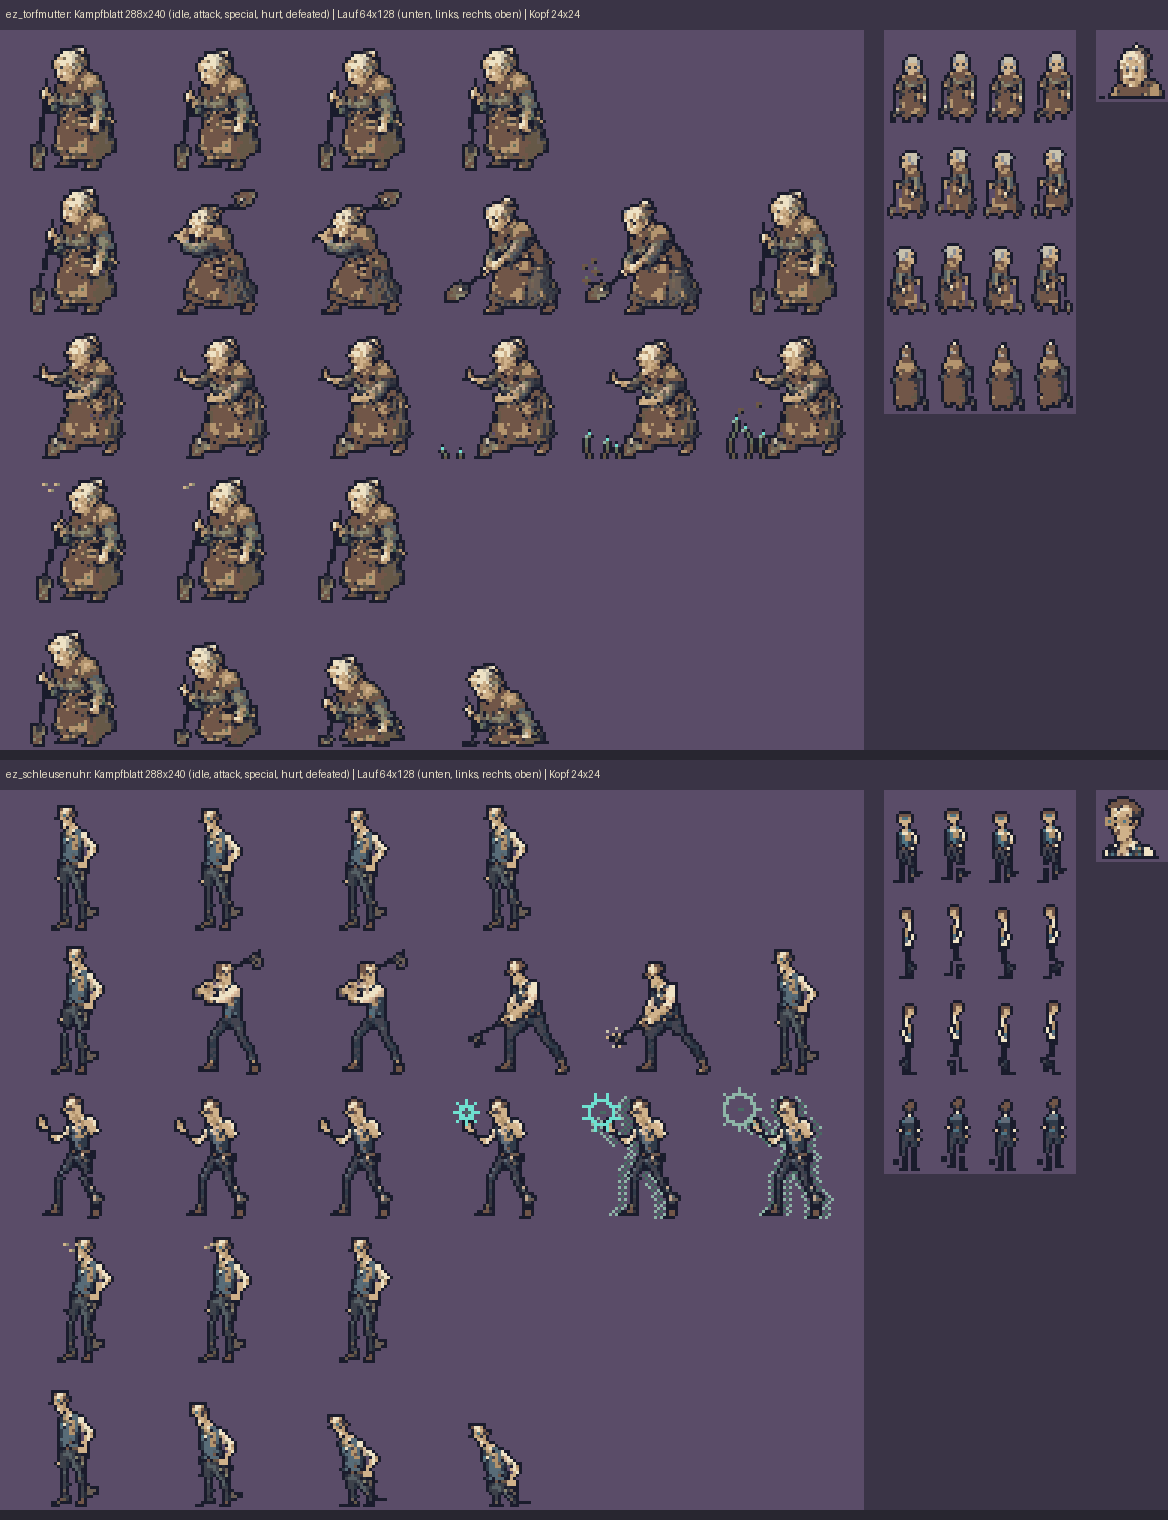 ez_torfmutter: Kampfblatt 288x240 (idle, attack, special, hurt, defeated) | Lauf 64x128 (unten, links, rechts, oben) | Kopf 24x24
ez_schleusenuhr: Kampfblatt 288x240 (idle, attack, special, hurt, defeated) | Lauf 64x128 (unten, links, rechts, oben) | Kopf 24x24